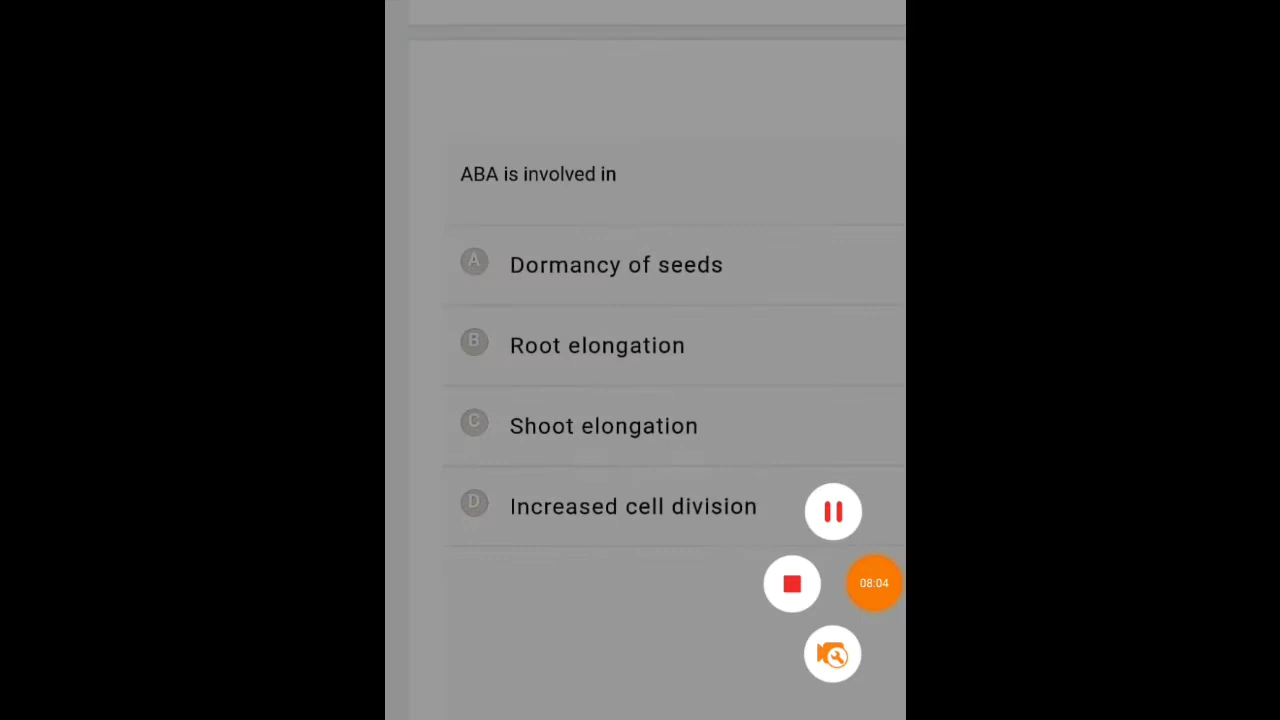 ABA is involved in
A
Dormancy of seeds
B
Root elongation
C
Shoot elongation
D
Increased cell division
08:04